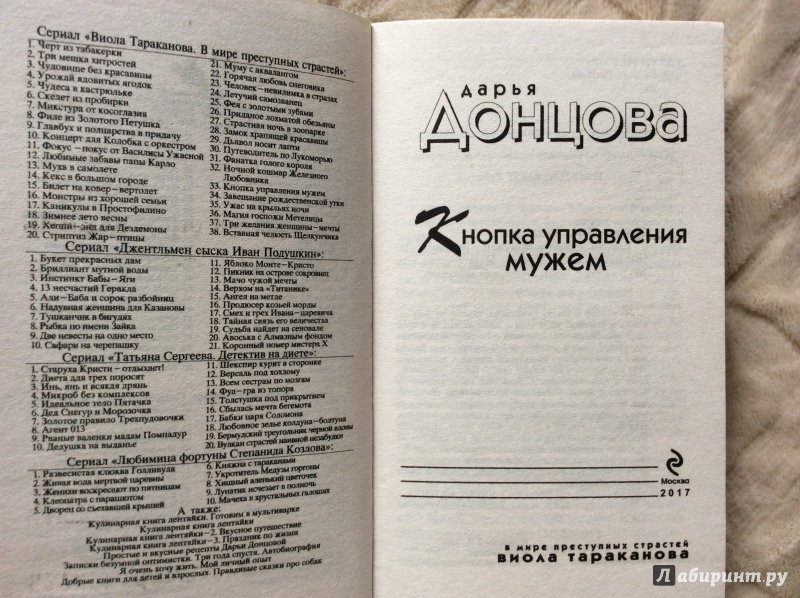 Сериал «Виола Тараканова. В мире преступных страстей»:
1. Черт из табакерки
2. Три мешка хитростей
3. Чудовище без красавицы
4. Урожай ядовитых ягодок
5. Чудеса в кастрюльке
6. Скелет из пробирки
7. Микстура от косоглазия
8. Филе из Золотого Петушка
9. Главбух и полцарства в придачу
10. Концерт для Колобка с оркестром
11. Фокус-покус от Василисы Ужасной
12. Любимые забавы папы Карло
13. Муха в самолете
14. Кекс в большом городе
15. Билет на ковер-вертолет
16. Монстры из хорошей семьи
17. Каникулы в Простофилино
18. Зимнее лето весны
19. Хеппи-энд для Дездемоны
20. Стриптиз Жар-птицы
21. Муму с аквалангом
22. Горячая любовь снеговика
23. Человек-невидимка в стразах
24. Летучий самозванец
25. Фея с золотыми зубами
26. Приданое лохматой обезьяны
27. Страстная ночь в зоопарке
28. Замок храпящей красавицы
29. Дьявол носит лапти
30. Путеводитель по Лукоморью
31. Фанатка голого короля
32. Ночной кошмар Железного
Любовника
33. Кнопка управления мужем
34. Завещание рождественской утки
35. Ужас на крыльях ночи
36. Магия госпожи Метелицы
37. Три желания женщины-мечты
38. Вставная челюсть Щелкунчика
Сериал «Джентльмен сыска Иван Подушкин»:
1. Букет прекрасных дам
2. Бриллиант мутной воды
3. Инстинкт Бабы-Яги
4. 13 несчастий Геракла
5. Али-Баба и сорок разбойниц
6. Надувная женщина для Казановы
7. Тушканчик в бигудях
8. Рыбка по имени Зайка
9. Две невесты на одно место
10. Сафари на черепашку
11. Яблоко Монте-Кристо
12. Пикник на острове сокровищ
13. Мачо чужой мечты
14. Верхом на «Титанике»
15. Ангел на метле
16. Продюсер козьей морды
17. Смех и грех Ивана-царевича
18. Тайная связь его величества
19. Судьба найдет на сеновале
20. Авоська с Алмазным фондом
21. Коронный номер мистера Х
Сериал «Татьяна Сергеева. Детектив на диете»:
1. Старуха Кристи – отдыхает!
2. Диета для трех поросят
3. Инь, янь и всякая дрянь
4. Микроб без комплексов
5. Идеальное тело Пятачка
6. Дед Снегур и Морозочка
7. Золотое правило Трехпудовочки
8. Агент 013
9. Рваные валенки мадам Помпадур
10. Дедушка на выданье
11. Шекспир курит в сторонке
12. Версаль под хохлому
13. Всем сестрам по мозгам
14. Фуа-гра из топора
15. Толстушка под прикрытием
16. Сбылась мечта бегемота
17. Бабки царя Соломона
18. Любовное зелье колдуна-болтуна
19. Бермудский треугольник черной вдовы
20. Вулкан страстей наивной незабудки
Сериал «Любимица фортуны Степанида Козлова»:
1. Развесистая клюква Голливуда
2. Живая вода мертвой царевны
3. Женихи воскресают по пятницам
4. Клеопатра с парашютом
5. Дворец со съехавшей крышей
6. Княжна с тараканами
7. Укротитель Медузы горгоны
8. Хищный аленький цветочек
9. Лунатик исчезает в полночь
10. Мачеха в хрустальных галошах
А также:
Кулинарная книга лентяйки. Готовим в мультиварке
Кулинарная книга лентяйки
Кулинарная книга лентяйки-2. Вкусное путешествие
Кулинарная книга лентяйки-3. Праздник по жизни
Простые и вкусные рецепты Дарьи Донцовой
Записки безумной оптимистки. Три года спустя. Автобиография
Я очень хочу жить. Мой личный опыт
Добрые книги для детей и взрослых. Правдивые сказки про собак
дарья
Донцова
Кнопка управления
мужем
Москва
2017
в мире преступных страстей
виола тараканова
Лабиринт.ру